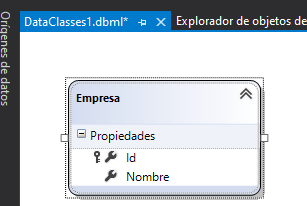 DataClasses1.dbml*
Explorador de objetos de
Orígenes de datos
Empresa
Propiedades
Id
Nombre